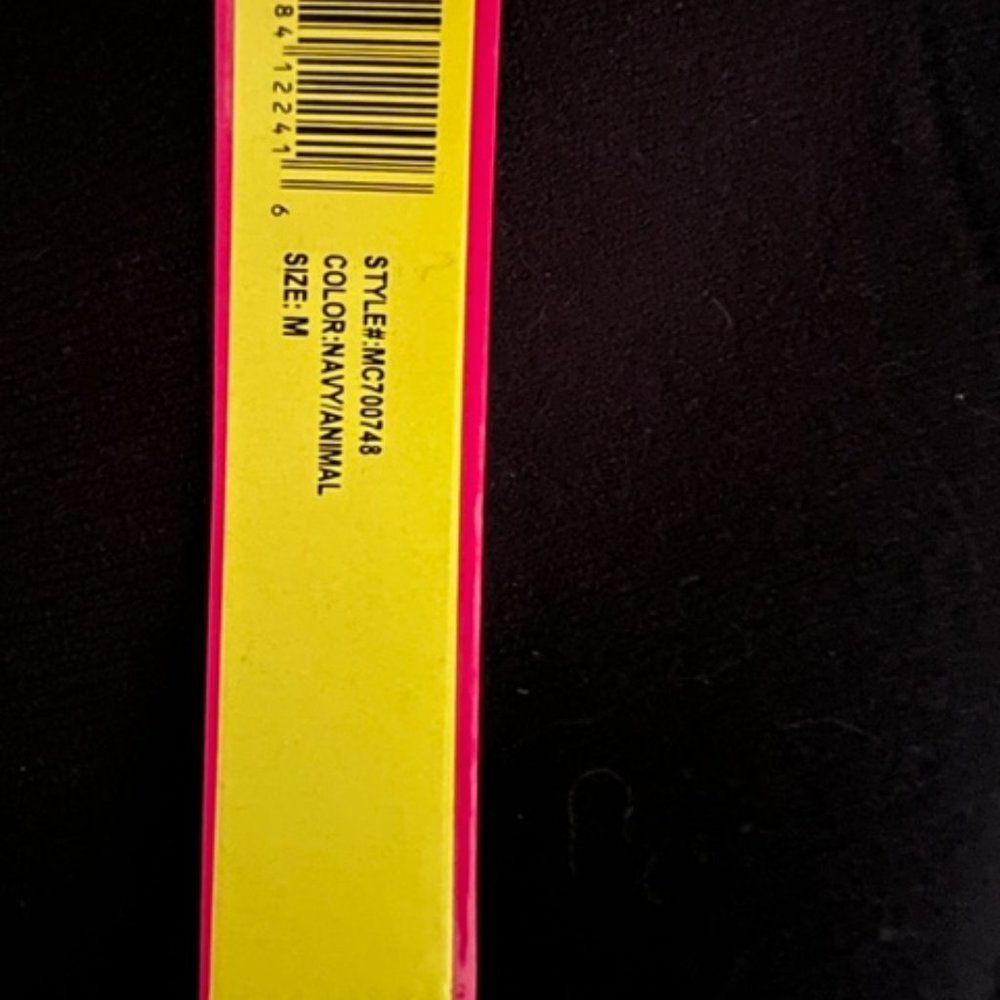 84 12241 6
STYLE#:MC700748
COLOR:NAVY/ANIMAL
SIZE: M